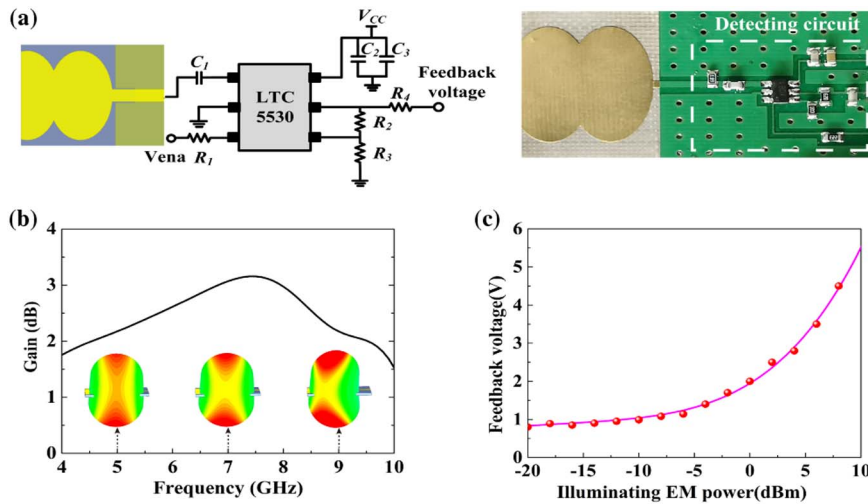 (a)
C1
LTC
5530
VCC
C2
C3
Feedback
voltage
R4
R2
R3
Vena
R1
Detecting circuit
(b)
4
3
2
1
0
Gain (dB)
4
5
6
7
8
9
10
Frequency (GHz)
(c)
6
5
4
3
2
1
0
Feedback voltage(V)
-20
-15
-10
-5
0
5
10
Illuminating EM power(dBm)